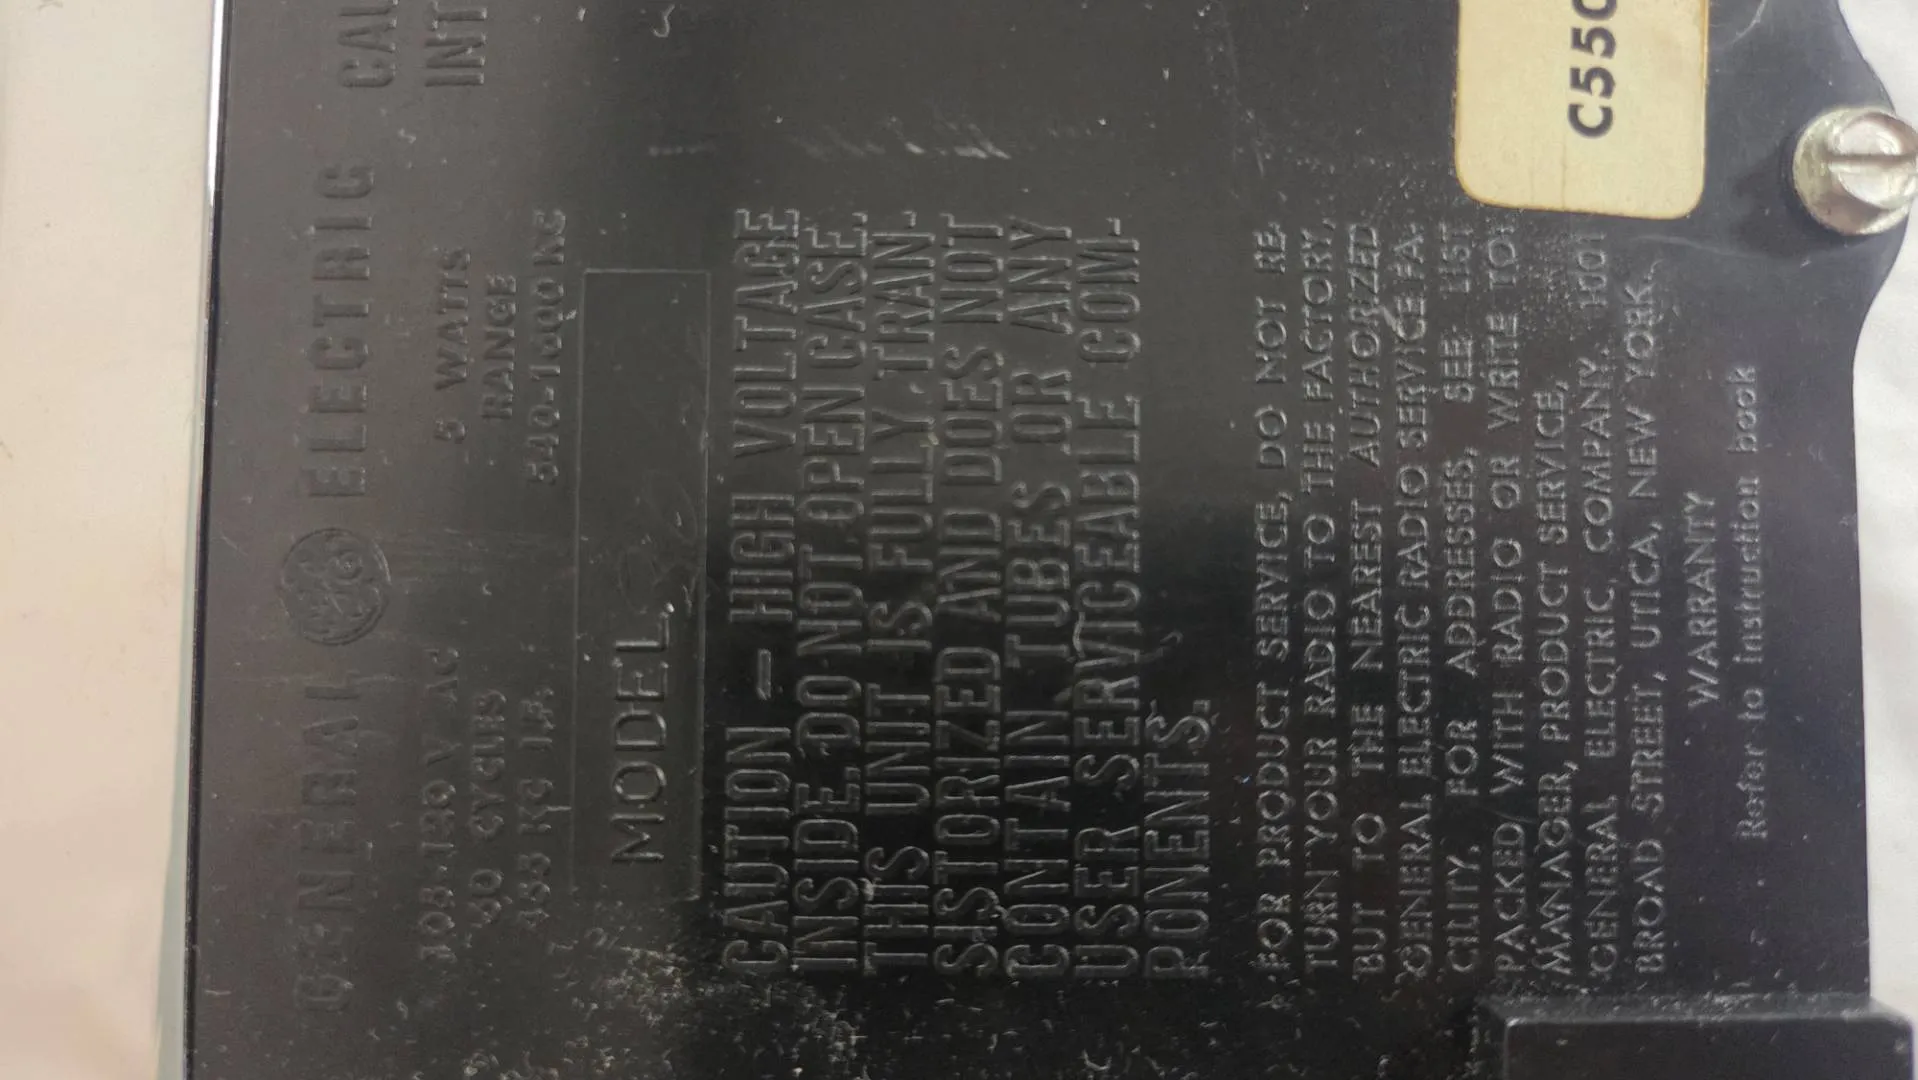 GENERAL GE ELECTRIC
108-120 V AC
60 CYCLES
455 KC I.F.
5 WATTS
RANGE
540-1600 KC
MODEL
CAUTION – HIGH VOLTAGE
INSIDE. DO NOT OPEN CASE.
THIS UNIT IS FULLY TRAN-
SISTORIZED AND DOES NOT
CONTAIN TUBES OR ANY
USER SERVICEABLE COM-
PONENTS.
FOR PRODUCT SERVICE, DO NOT RE-
TURN YOUR RADIO TO THE FACTORY,
BUT TO THE NEAREST AUTHORIZED
GENERAL ELECTRIC RADIO SERVICE FA-
CILITY. FOR ADDRESSES, SEE LIST
PACKED WITH RADIO OR WRITE TO:
MANAGER, PRODUCT SERVICE,
GENERAL ELECTRIC COMPANY, 1001
BROAD STREET, UTICA, NEW YORK.
WARRANTY
Refer to instruction book
CAU
INT
C550